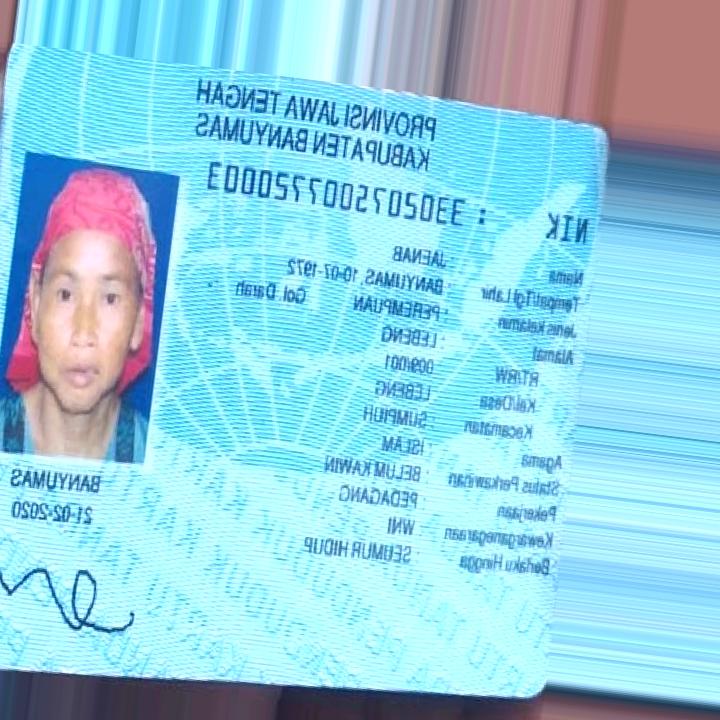 PROVINSI JAWA TENGAH
KABUPATEN BANYUMAS
NIK : 3302075007720003
Nama : JAENAB
Tempat/Tgl Lahir : BANYUMAS, 10-07-1972
Jenis Kelamin : PEREMPUAN Gol. Darah
Alamat : LEBENG
RT/RW : 009/001
Kel/Desa : LEBENG
Kecamatan : SUMPIUH
Agama : ISLAM
Status Perkawinan : BELUM KAWIN
Pekerjaan : PEDAGANG
Kewarganegaraan : WNI
Berlaku Hingga : SEUMUR HIDUP
BANYUMAS
21-02-2020